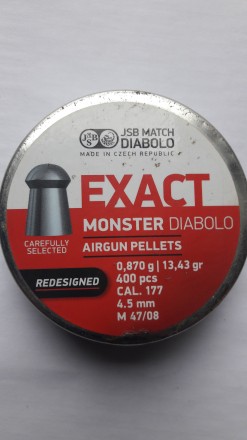 JSB
JSB MATCH
DIABOLO
MADE IN CZECH REPUBLIC
EXACT
MONSTER DIABOLO
CAREFULLY
SELECTED
AIRGUN PELLETS
REDESIGNED
0,870 g | 13,43 gr
400 pcs
CAL. 177
4.5 mm
M 47/08